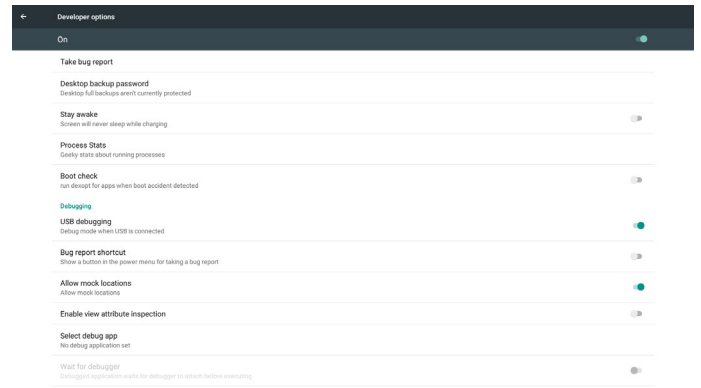 Developer options
On
Take bug report
Desktop backup password
Desktop full backups aren't currently protected
Stay awake
Screen will never sleep while charging
Process Stats
Geeky stats about running processes
Boot check
run dexopt for apps when boot accident detected
Debugging
USB debugging
Debug mode when USB is connected
Bug report shortcut
Show a button in the power menu for taking a bug report
Allow mock locations
Allow mock locations
Enable view attribute inspection
Select debug app
No debug application set
Wait for debugger
Debugged application waits for debugger to attach before executing